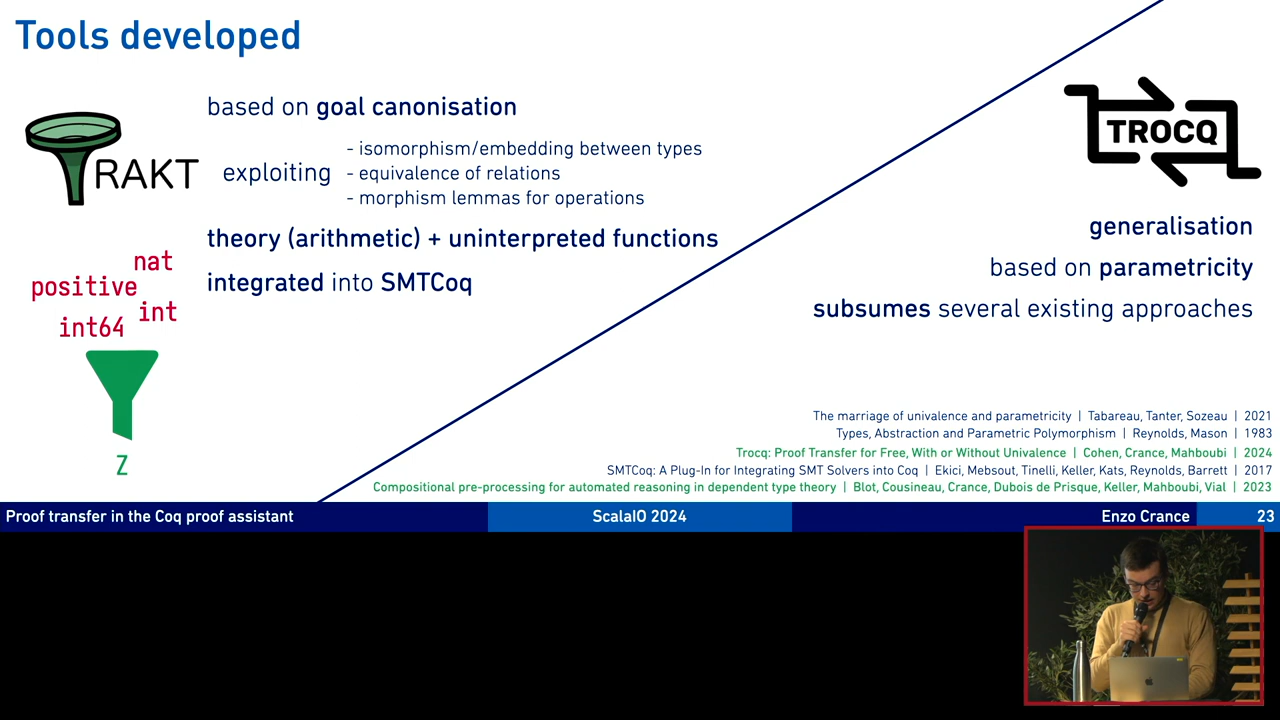 Tools developed
based on goal canonisation
RAKT
exploiting
- isomorphism/embedding between types
- equivalence of relations
- morphism lemmas for operations
theory (arithmetic) + uninterpreted functions
integrated into SMTCoq
nat
positive
int
int64
Z
TROCQ
generalisation
based on parametricity
subsumes several existing approaches
The marriage of univalence and parametricity | Tabareau, Tanter, Sozeau | 2021
Types, Abstraction and Parametric Polymorphism | Reynolds, Mason | 1983
Trocq: Proof Transfer for Free, With or Without Univalence | Cohen, Crance, Mahboubi | 2024
SMTCoq: A Plug-In for Integrating SMT Solvers into Coq | Ekici, Mebsout, Tinelli, Keller, Kats, Reynolds, Barrett | 2017
Compositional pre-processing for automated reasoning in dependent type theory | Blot, Cousineau, Crance, Dubois de Prisque, Keller, Mahboubi, Vial | 2023
Proof transfer in the Coq proof assistant
ScalaIO 2024
Enzo Crance
23